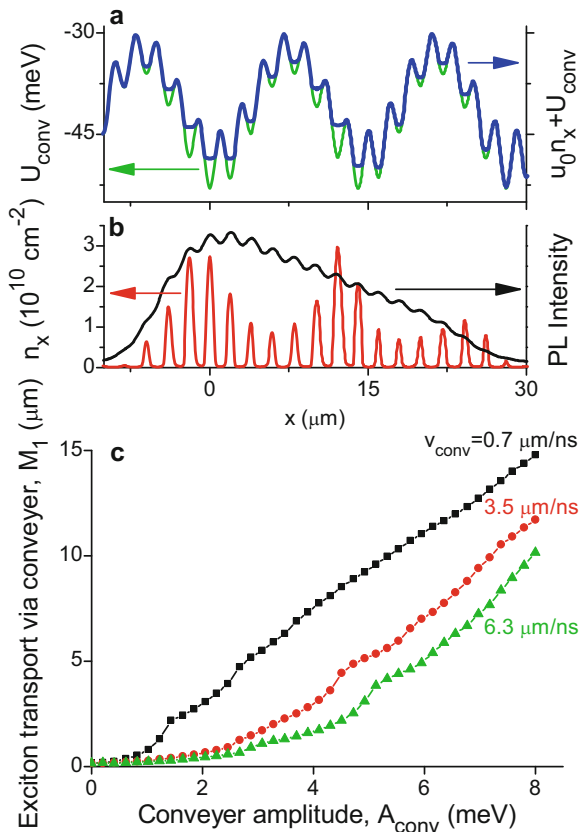 a
-30
-45
U_conv (meV)
u_0n_x+U_conv
b
3
2
1
0
n_x (10^10 cm^-2)
PL Intensity
0
15
30
x (μm)
c
v_conv=0.7 μm/ns
3.5 μm/ns
6.3 μm/ns
15
10
5
0
Exciton transport via conveyer, M_1 (μm)
0
2
4
6
8
Conveyer amplitude, A_conv (meV)